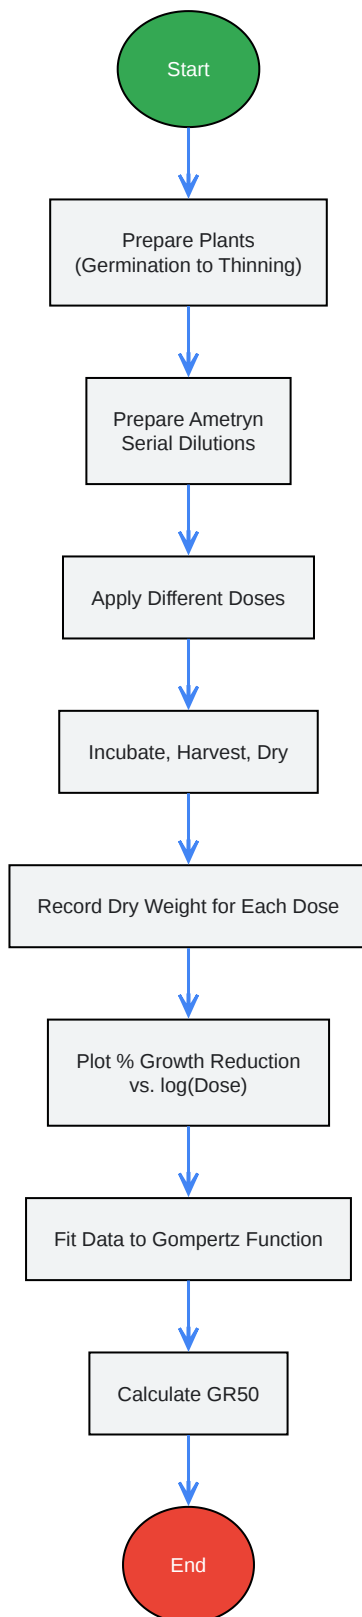 Start
Prepare Plants
(Germination to Thinning)
Prepare Ametryn
Serial Dilutions
Apply Different Doses
Incubate, Harvest, Dry
Record Dry Weight for Each Dose
Plot % Growth Reduction
vs. log(Dose)
Fit Data to Gompertz Function
Calculate GR50
End